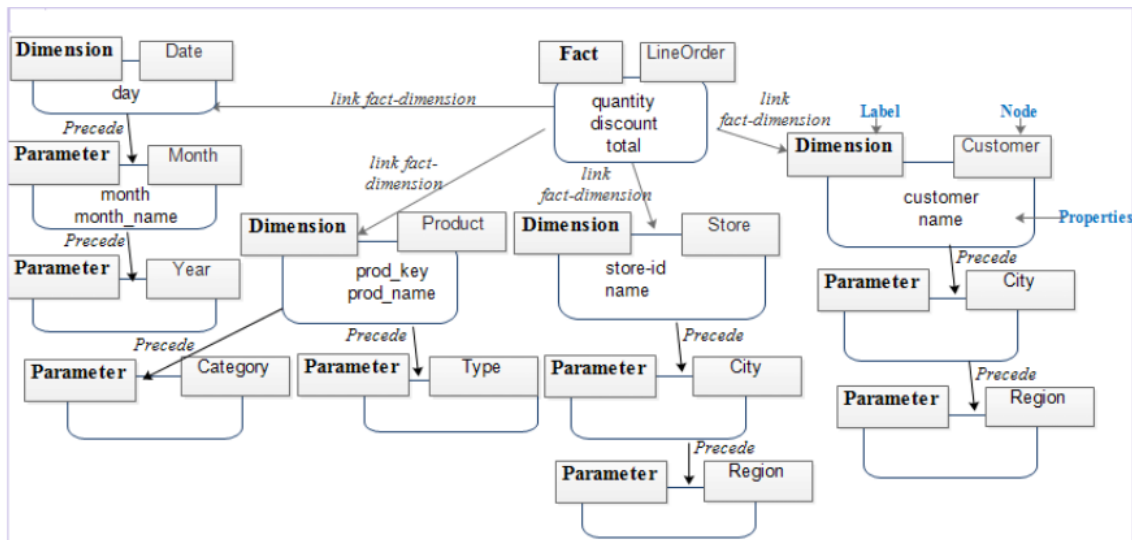 Dimension
Date
day
Fact
LineOrder
quantity
discount
total
link fact-dimension
link
fact-dimension
Label
Node
Dimension
Customer
customer
name
Properties
Precede
Parameter
Month
month
month_name
link fact-
dimension
link
fact-dimension
Precede
Parameter
Year
Dimension
Product
prod_key
prod_name
Dimension
Store
store-id
name
Precede
Parameter
City
Precede
Parameter
Category
Precede
Parameter
Type
Precede
Parameter
City
Precede
Parameter
Region
Precede
Parameter
Region